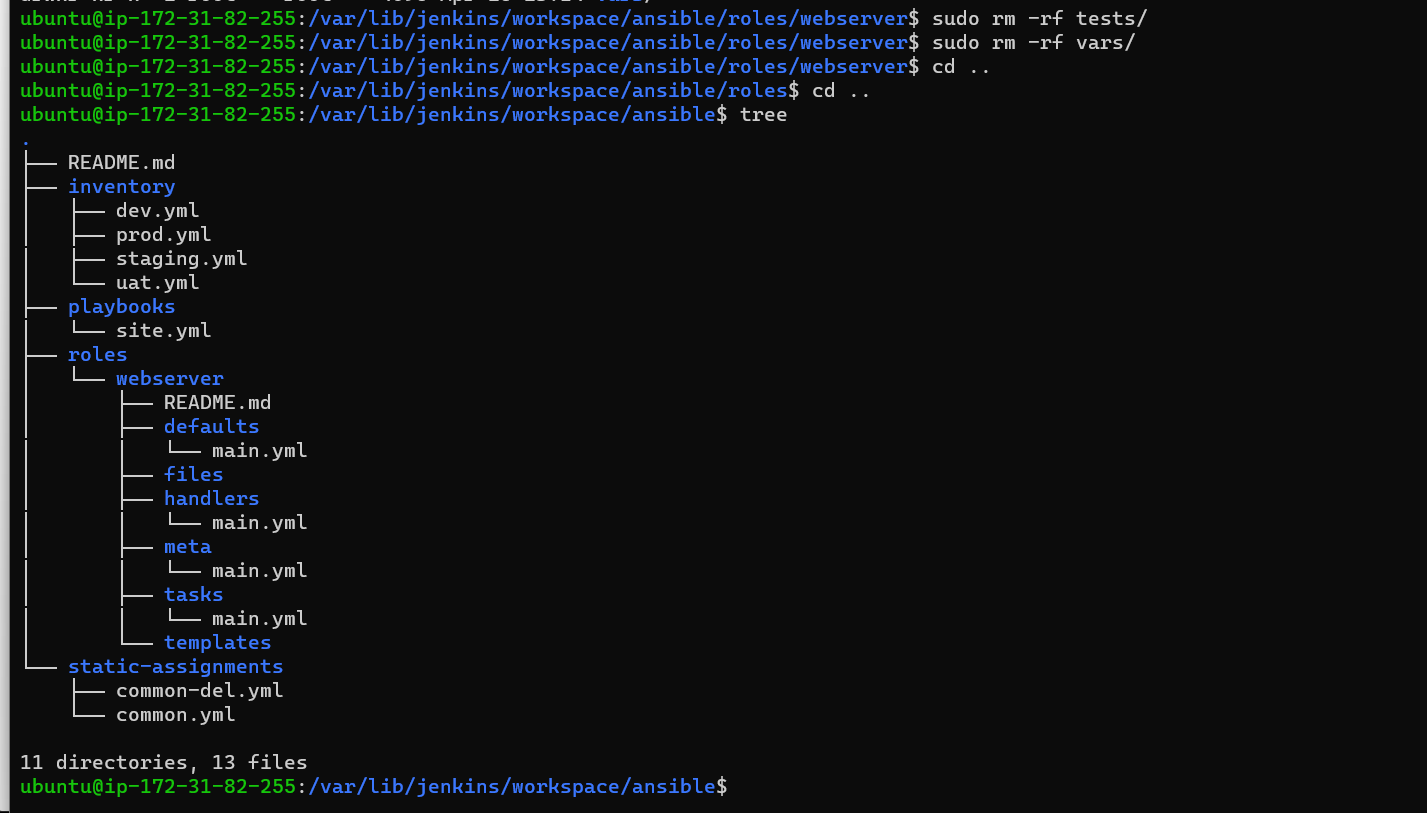 ubuntu@ip-172-31-82-255:/var/lib/jenkins/workspace/ansible/roles/webserver$ sudo rm -rf tests/
ubuntu@ip-172-31-82-255:/var/lib/jenkins/workspace/ansible/roles/webserver$ sudo rm -rf vars/
ubuntu@ip-172-31-82-255:/var/lib/jenkins/workspace/ansible/roles/webserver$ cd ..
ubuntu@ip-172-31-82-255:/var/lib/jenkins/workspace/ansible/roles$ cd ..
ubuntu@ip-172-31-82-255:/var/lib/jenkins/workspace/ansible$ tree
.
├── README.md
├── inventory
│   ├── dev.yml
│   ├── prod.yml
│   ├── staging.yml
│   └── uat.yml
├── playbooks
│   └── site.yml
├── roles
│   └── webserver
│       ├── README.md
│       ├── defaults
│       │   └── main.yml
│       ├── files
│       ├── handlers
│       │   └── main.yml
│       ├── meta
│       │   └── main.yml
│       ├── tasks
│       │   └── main.yml
│       └── templates
└── static-assignments
    ├── common-del.yml
    └── common.yml

11 directories, 13 files
ubuntu@ip-172-31-82-255:/var/lib/jenkins/workspace/ansible$